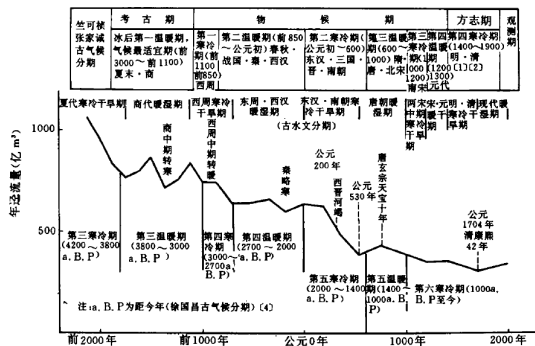 竺可桢
张家诚
古气候
分期
考古期
物候期
方志期
观测期
冰后第一温暖期,
气候最适宜期(前
3000～前1100)
夏末·商
第一
寒冷期
(前
1100
前850)
西周
第二温暖期(前850
～公元初)春秋·
战国·秦·西汉
第二寒冷期(公
元初～600)
东汉·三国·
晋·南朝
第三温暖
期(600～
1000)隋·
唐·北宋
第三
寒冷期
(1000
1200)
南宋
第四
温暖
期
(1200
1300)
元代
第四寒冷期
(1400～1900)
明·清
〔1〕〔2〕
夏代寒冷干旱期
商代暖湿期
西周寒冷
干旱期
东周·西汉
暖湿期
东汉·南朝寒
冷干旱期
唐朝暖
湿期
两宋
中期
寒冷
干旱期
宋·元
暖干
期
明·清
寒冷
干旱期
现代暖
湿期
(古水文分期)
年迳流量(亿m³)
1000
500
0
商中期转寒
西周中期转暖
秦略寒
公元
200年
西晋河竭
公元
530年
唐玄宗天宝十年
公元
1704年
清康熙
42年
第三寒冷期
(4200～3800
a, B, P)
第三温暖期
(3800～3000
a, B, P)
第四寒
冷期
(3000～
2700a,
B, P)
第四温暖期
(2700～2000
a, B, P)
第五寒冷期
(2000～1400
a, B, P)
第五温暖
期(1400～
1000a, B,
P)
第六寒冷期(1000a,
B, P至今)
注:a, B, P为距今年(徐国昌古气候分期)〔4〕
前2000年
前1000年
公元0年
1000年
2000年